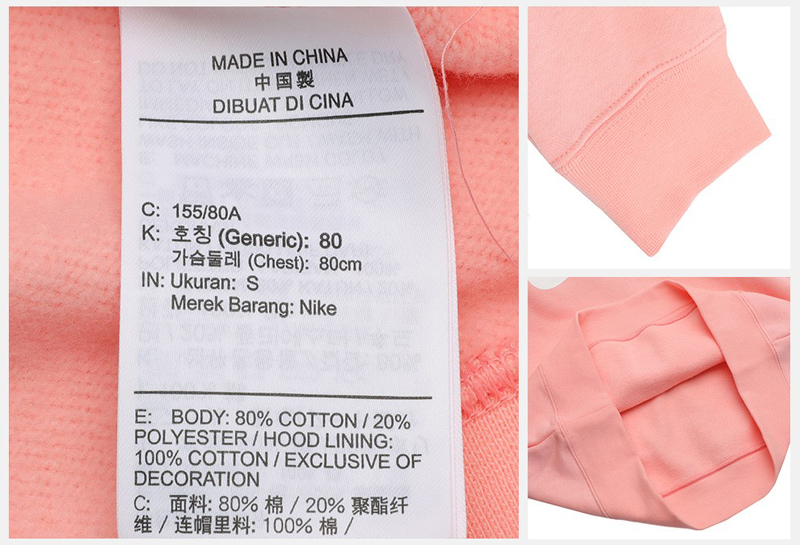 MADE IN CHINA
中国製
DIBUAT DI CINA
C: 155/80A
K: 호칭 (Generic): 80
가슴둘레 (Chest): 80cm
IN: Ukuran: S
Merek Barang: Nike
E: BODY: 80% COTTON / 20%
POLYESTER / HOOD LINING:
100% COTTON / EXCLUSIVE OF
DECORATION
C: 面料: 80% 棉 / 20% 聚酯纤
维 / 连帽里料: 100% 棉 /